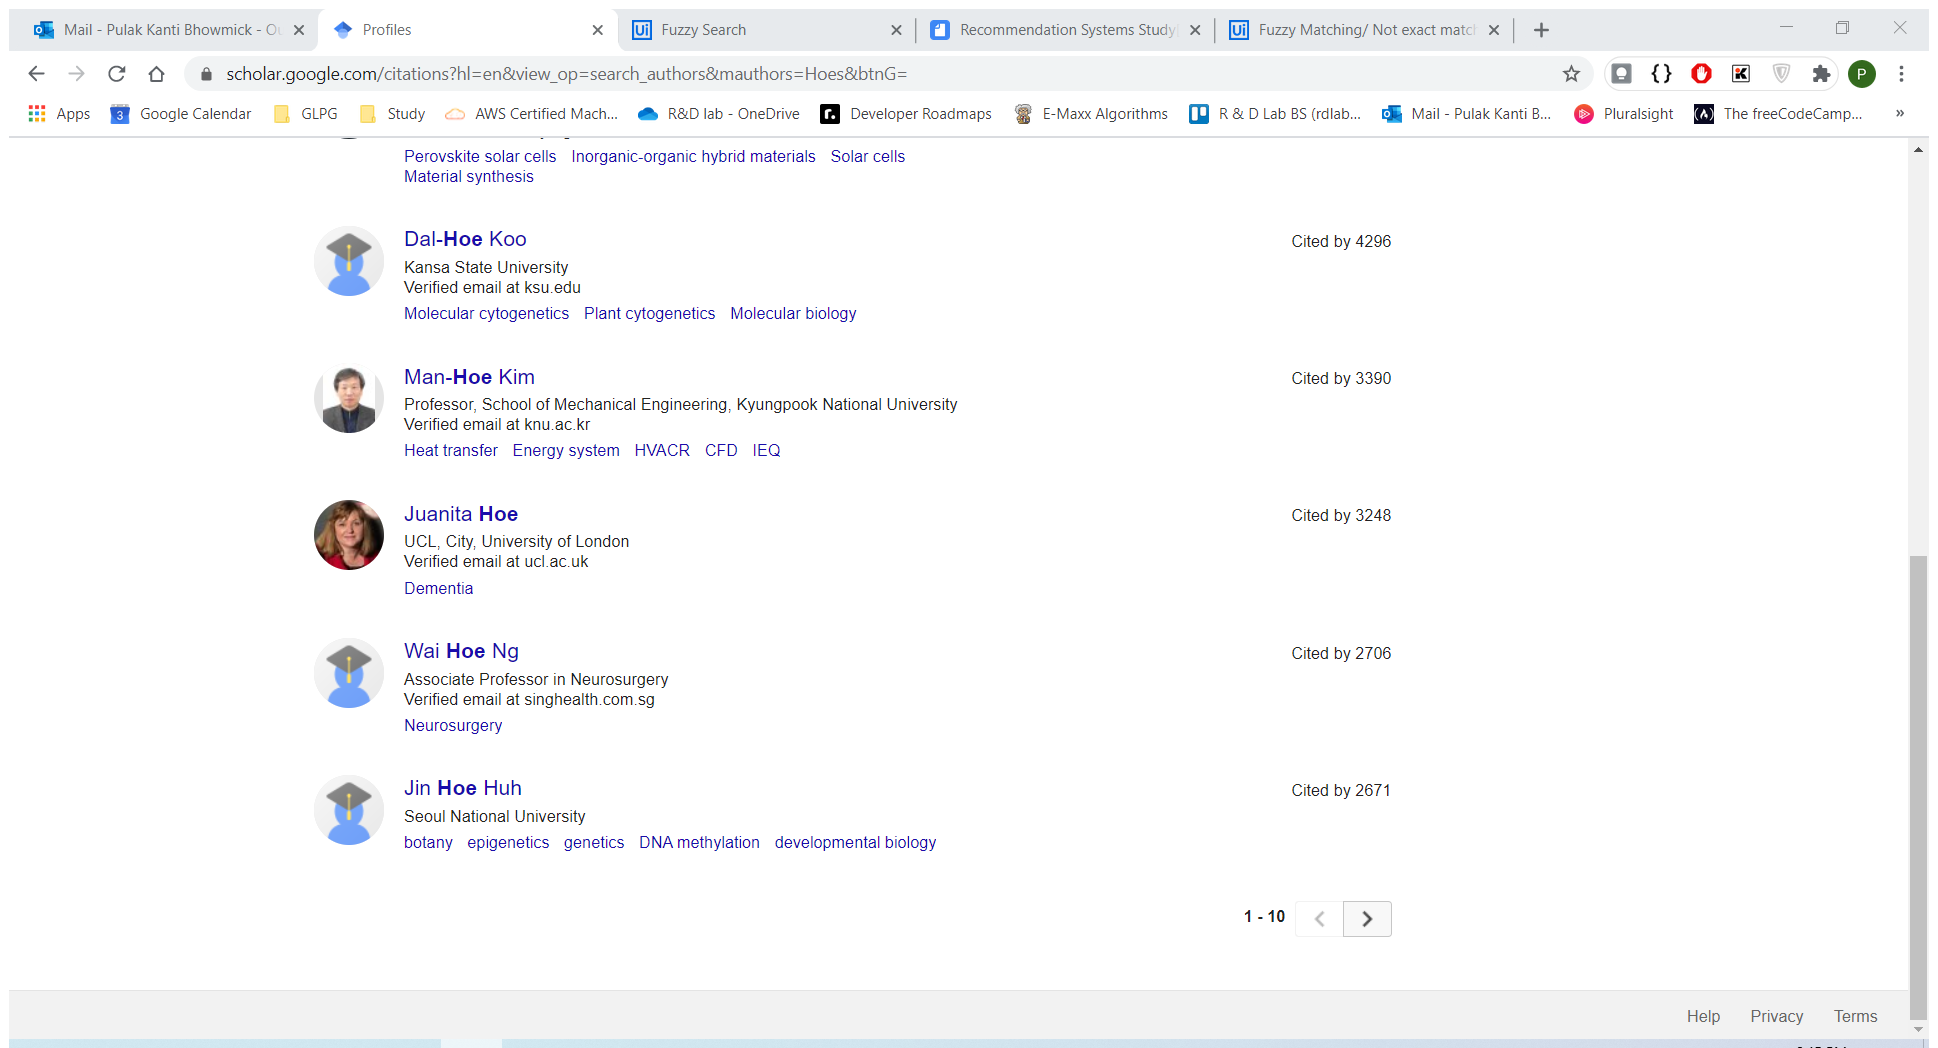 Mail - Pulak Kanti Bhowmick - Ou
Profiles
Fuzzy Search
Recommendation Systems Study
Fuzzy Matching/ Not exact matc
scholar.google.com/citations?hl=en&view_op=search_authors&mauthors=Hoes&btnG=
P
Apps
3 Google Calendar
GLPG
Study
AWS Certified Mach...
R&D lab - OneDrive
r. Developer Roadmaps
E-Maxx Algorithms
R & D Lab BS (rdlab...
Mail - Pulak Kanti B...
Pluralsight
The freeCodeCamp...
»
Perovskite solar cells Inorganic-organic hybrid materials Solar cells
Material synthesis
Dal-Hoe Koo
Cited by 4296
Kansa State University
Verified email at ksu.edu
Molecular cytogenetics Plant cytogenetics Molecular biology
Man-Hoe Kim
Cited by 3390
Professor, School of Mechanical Engineering, Kyungpook National University
Verified email at knu.ac.kr
Heat transfer Energy system HVACR CFD IEQ
Juanita Hoe
Cited by 3248
UCL, City, University of London
Verified email at ucl.ac.uk
Dementia
Wai Hoe Ng
Cited by 2706
Associate Professor in Neurosurgery
Verified email at singhealth.com.sg
Neurosurgery
Jin Hoe Huh
Cited by 2671
Seoul National University
botany epigenetics genetics DNA methylation developmental biology
1 - 10
Help Privacy Terms